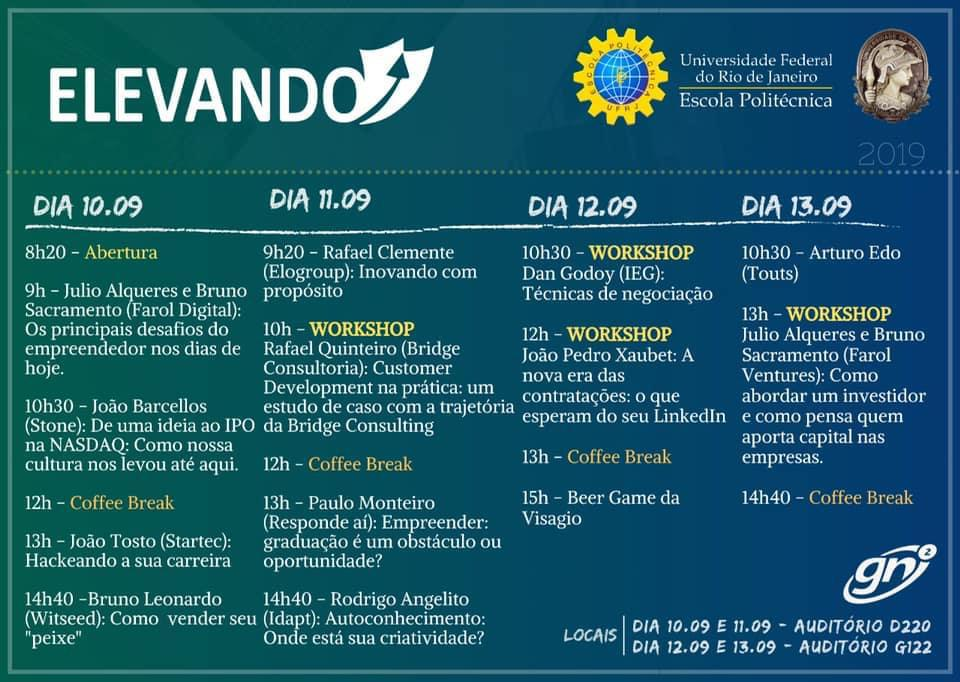 ELEVANDO
ESCOLA POLITÉCNICA
UFRJ
Universidade Federal
do Rio de Janeiro
Escola Politécnica
2019
DIA 10.09
8h20 – Abertura
9h – Julio Alqueres e Bruno
Sacramento (Farol Digital):
Os principais desafios do
empreendedor nos dias de
hoje.
10h30 – João Barcellos
(Stone): De uma ideia ao IPO
na NASDAQ: Como nossa
cultura nos levou até aqui.
12h – Coffee Break
13h – João Tosto (Startec):
Hackeando a sua carreira
14h40 –Bruno Leonardo
(Witseed): Como vender seu
"peixe"
DIA 11.09
9h20 – Rafael Clemente
(Elogroup): Inovando com
propósito
10h – WORKSHOP
Rafael Quinteiro (Bridge
Consultoria): Customer
Development na prática: um
estudo de caso com a trajetória
da Bridge Consulting
12h – Coffee Break
13h – Paulo Monteiro
(Responde aí): Empreender:
graduação é um obstáculo ou
oportunidade?
14h40 – Rodrigo Angelito
(Idapt): Autoconhecimento:
Onde está sua criatividade?
DIA 12.09
10h30 – WORKSHOP
Dan Godoy (IEG):
Técnicas de negociação
12h – WORKSHOP
João Pedro Xaubet: A
nova era das
contratações: o que
esperam do seu LinkedIn
13h – Coffee Break
15h – Beer Game da
Visagio
DIA 13.09
10h30 – Arturo Edo
(Touts)
13h – WORKSHOP
Julio Alqueres e Bruno
Sacramento (Farol
Ventures): Como
abordar um investidor
e como pensa quem
aporta capital nas
empresas.
14h40 – Coffee Break
gn2
LOCAIS
DIA 10.09 E 11.09 - AUDITÓRIO D220
DIA 12.09 E 13.09 - AUDITÓRIO G122